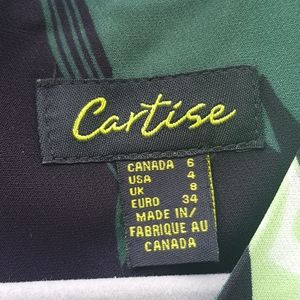 Cartise
CANADA 6
USA 4
UK 8
EURO 34
MADE IN/
FABRIQUE AU
CANADA